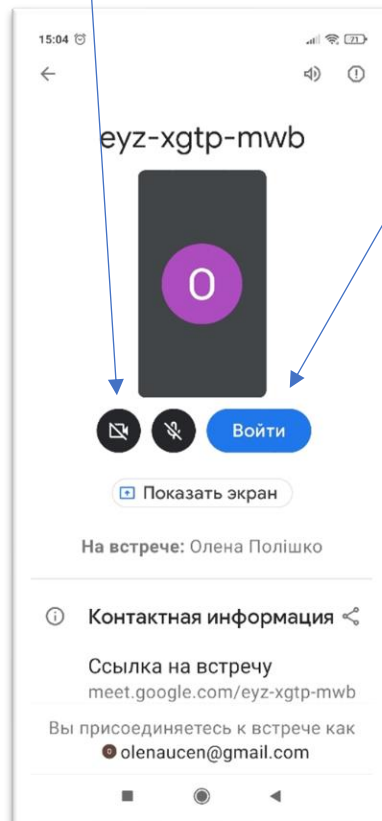 15:04 71
eyz-xgtp-mwb
O
Войти
Показать экран
На встрече: Олена Полішко
Контактная информация
Ссылка на встречу
meet.google.com/eyz-xgtp-mwb
Вы присоединяетесь к встрече как
olenaucen@gmail.com